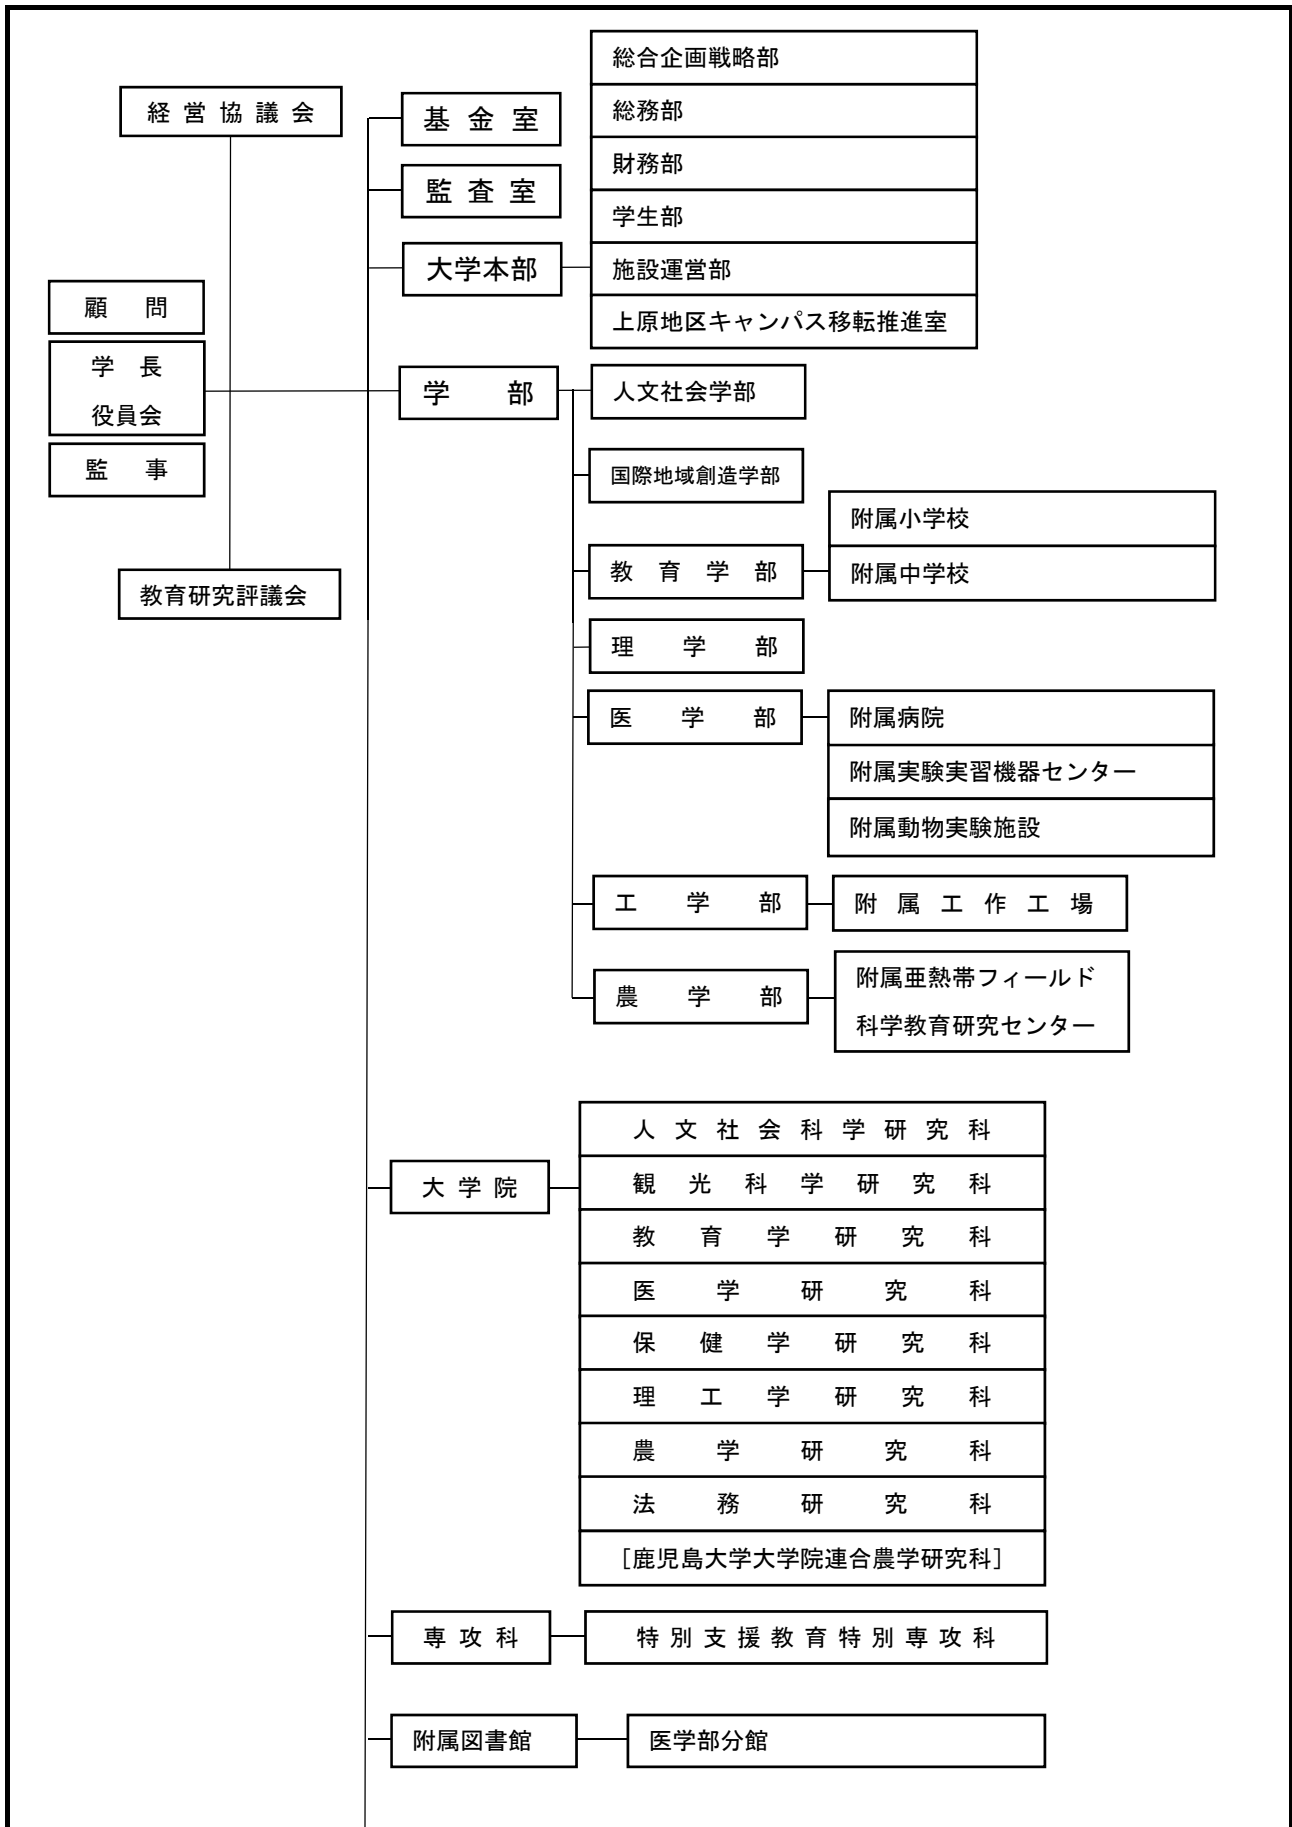 経営協議会
基金室
監査室
大学本部
総合企画戦略部
総務部
財務部
学生部
施設運営部
上原地区キャンパス移転推進室
顧問
学長
役員会
監事
教育研究評議会
学部
人文社会学部
国際地域創造学部
教育学部
附属小学校
附属中学校
理学部
医学部
附属病院
附属実験実習機器センター
附属動物実験施設
工学部
附属工作工場
農学部
附属亜熱帯フィールド
科学教育研究センター
大学院
人文社会科学研究科
観光科学研究科
教育学研究科
医学研究科
保健学研究科
理工学研究科
農学研究科
法務研究科
［鹿児島大学大学院連合農学研究科］
専攻科
特別支援教育特別専攻科
附属図書館
医学部分館